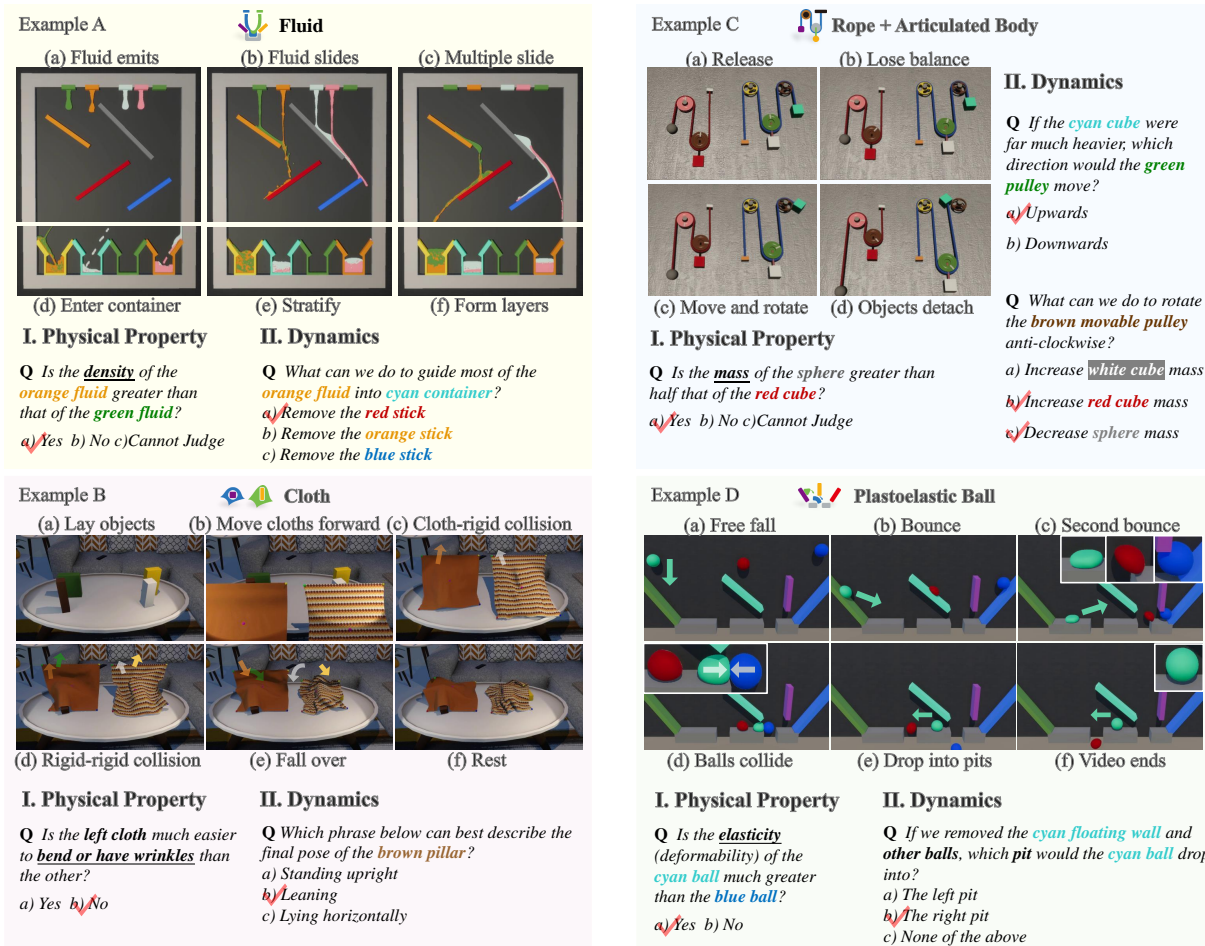 Example A
Fluid
(a) Fluid emits
(b) Fluid slides
(c) Multiple slide
(d) Enter container
(e) Stratify
(f) Form layers
I. Physical Property
Q Is the density of the
orange fluid greater than
that of the green fluid?
a) Yes b) No c)Cannot Judge
II. Dynamics
Q What can we do to guide most of the
orange fluid into cyan container?
a) Remove the red stick
b) Remove the orange stick
c) Remove the blue stick
Example C
Rope + Articulated Body
(a) Release
(b) Lose balance
(c) Move and rotate
(d) Objects detach
I. Physical Property
Q Is the mass of the sphere greater than
half that of the red cube?
a) Yes b) No c)Cannot Judge
II. Dynamics
Q If the cyan cube were
far much heavier, which
direction would the green
pulley move?
a) Upwards
b) Downwards
Q What can we do to rotate
the brown movable pulley
anti-clockwise?
a) Increase white cube mass
b) Increase red cube mass
c) Decrease sphere mass
Example B
Cloth
(a) Lay objects
(b) Move cloths forward
(c) Cloth-rigid collision
(d) Rigid-rigid collision
(e) Fall over
(f) Rest
I. Physical Property
Q Is the left cloth much easier
to bend or have wrinkles than
the other?
a) Yes b) No
II. Dynamics
Q Which phrase below can best describe the
final pose of the brown pillar?
a) Standing upright
b) Leaning
c) Lying horizontally
Example D
Plastoelastic Ball
(a) Free fall
(b) Bounce
(c) Second bounce
(d) Balls collide
(e) Drop into pits
(f) Video ends
I. Physical Property
Q Is the elasticity
(deformability) of the
cyan ball much greater
than the blue ball?
a) Yes b) No
II. Dynamics
Q If we removed the cyan floating wall and
other balls, which pit would the cyan ball drop
into?
a) The left pit
b) The right pit
c) None of the above